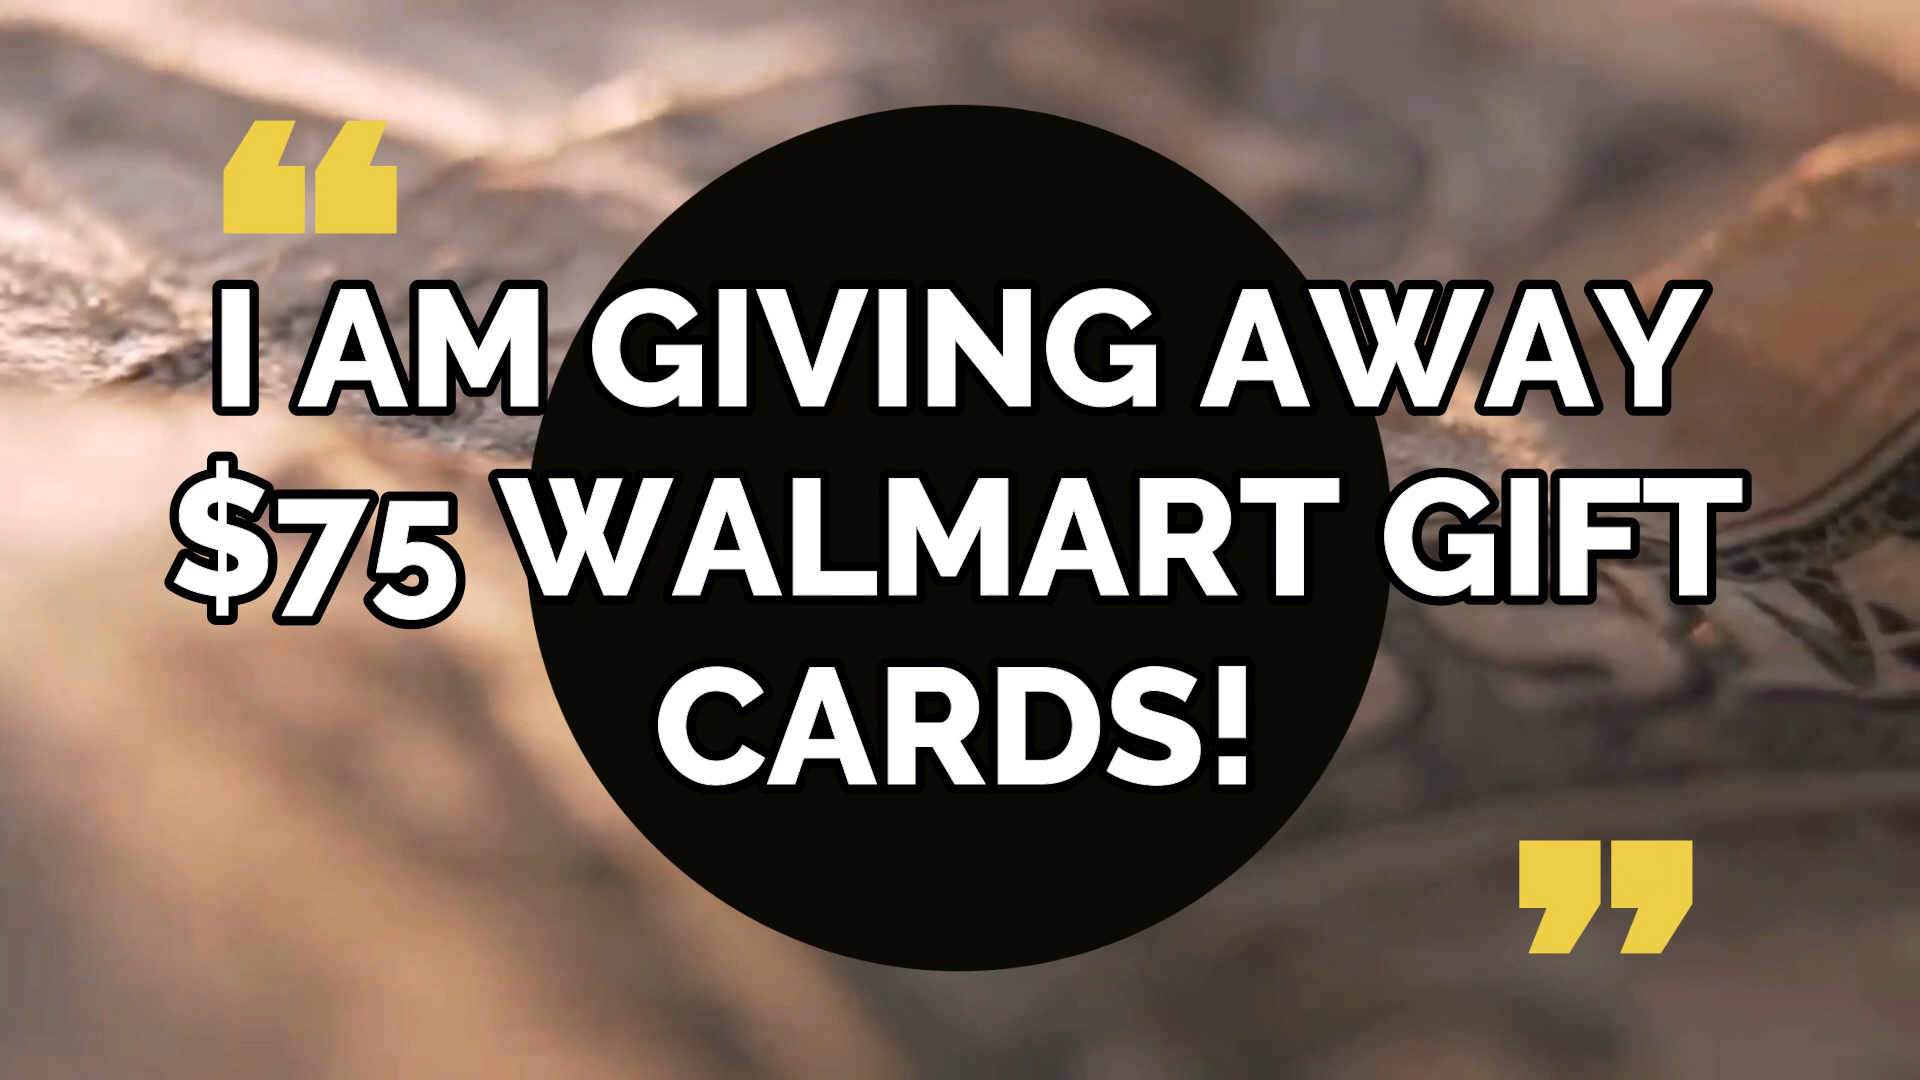 “
I AM GIVING AWAY
$75 WALMART GIFT
CARDS!
”